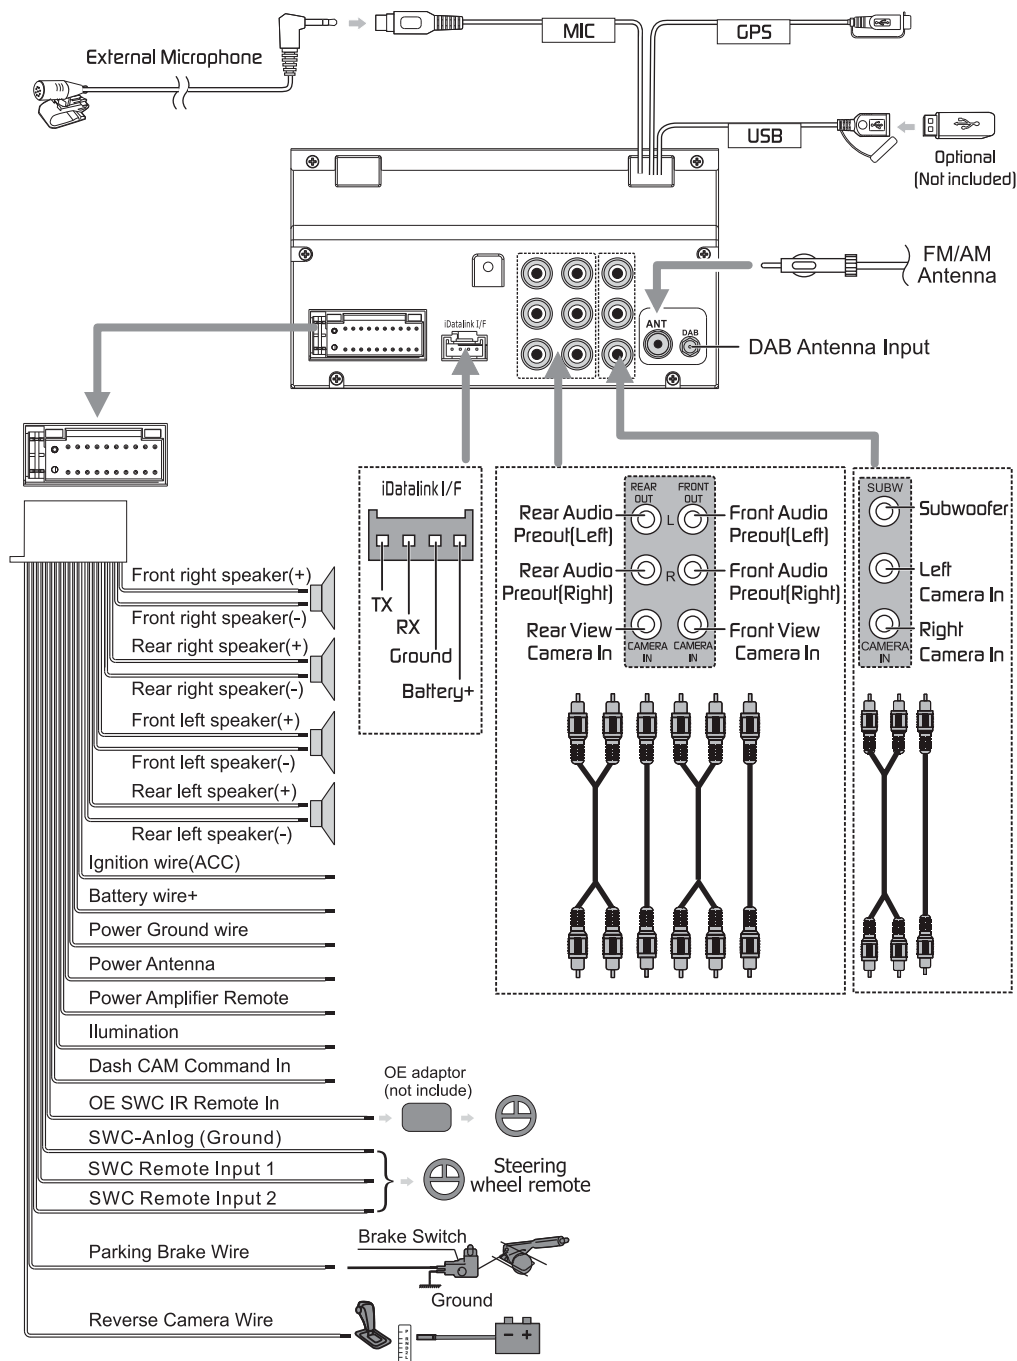 External Microphone
MIC
GPS
USB
Optional
(Not included)
FM/AM
Antenna
iDatalink I/F
ANT
DAB
DAB Antenna Input
iDatalink I/F
TX
RX
Ground
Battery+
REAR
OUT
FRONT
OUT
L
R
CAMERA
IN
CAMERA
IN
Rear Audio
Preout(Left)
Front Audio
Preout(Left)
Rear Audio
Preout(Right)
Front Audio
Preout(Right)
Rear View
Camera In
Front View
Camera In
SUBW
CAMERA
IN
Subwoofer
Left
Camera In
Right
Camera In
Front right speaker(+)
Front right speaker(-)
Rear right speaker(+)
Rear right speaker(-)
Front left speaker(+)
Front left speaker(-)
Rear left speaker(+)
Rear left speaker(-)
Ignition wire(ACC)
Battery wire+
Power Ground wire
Power Antenna
Power Amplifier Remote
Ilumination
Dash CAM Command In
OE SWC IR Remote In
OE adaptor
(not include)
SWC-Anlog (Ground)
SWC Remote Input 1
SWC Remote Input 2
Steering
wheel remote
Parking Brake Wire
Brake Switch
Ground
Reverse Camera Wire
- +